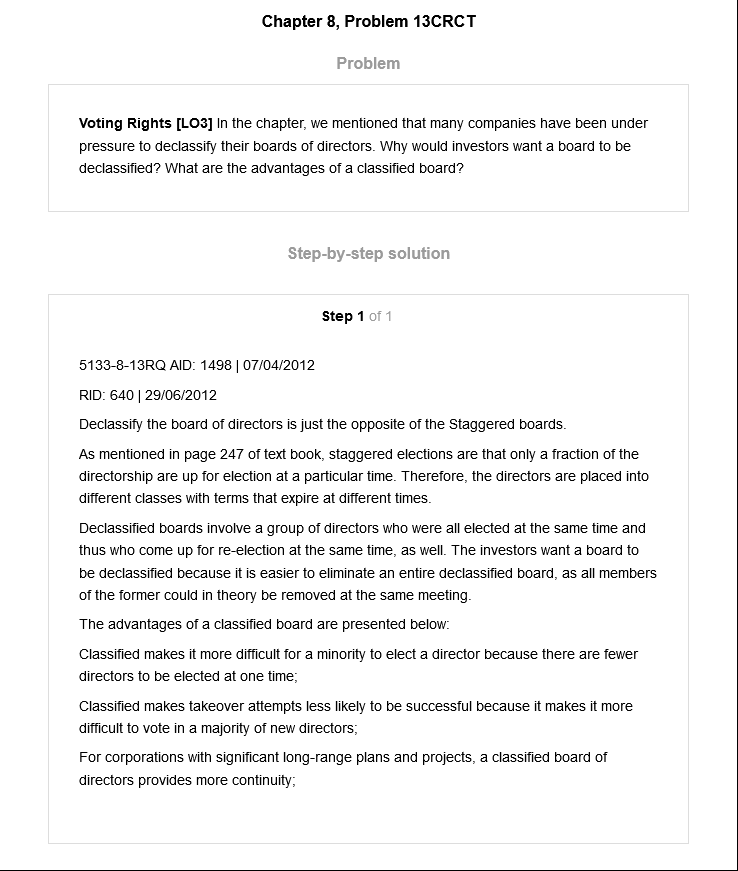 Chapter 8, Problem 13CRCT
Problem
Voting Rights [LO3] In the chapter, we mentioned that many companies have been under
pressure to declassify their boards of directors. Why would investors want a board to be
declassified? What are the advantages of a classified board?
Step-by-step solution
Step 1 of 1
5133-8-13RQ AID: 1498 | 07/04/2012
RID: 640 | 29/06/2012
Declassify the board of directors is just the opposite of the Staggered boards.
As mentioned in page 247 of text book, staggered elections are that only a fraction of the
directorship are up for election at a particular time. Therefore, the directors are placed into
different classes with terms that expire at different times.
Declassified boards involve a group of directors who were all elected at the same time and
thus who come up for re-election at the same time, as well. The investors want a board to
be declassified because it is easier to eliminate an entire declassified board, as all members
of the former could in theory be removed at the same meeting.
The advantages of a classified board are presented below:
Classified makes it more difficult for a minority to elect a director because there are fewer
directors to be elected at one time;
Classified makes takeover attempts less likely to be successful because it makes it more
difficult to vote in a majority of new directors;
For corporations with significant long-range plans and projects, a classified board of
directors provides more continuity;